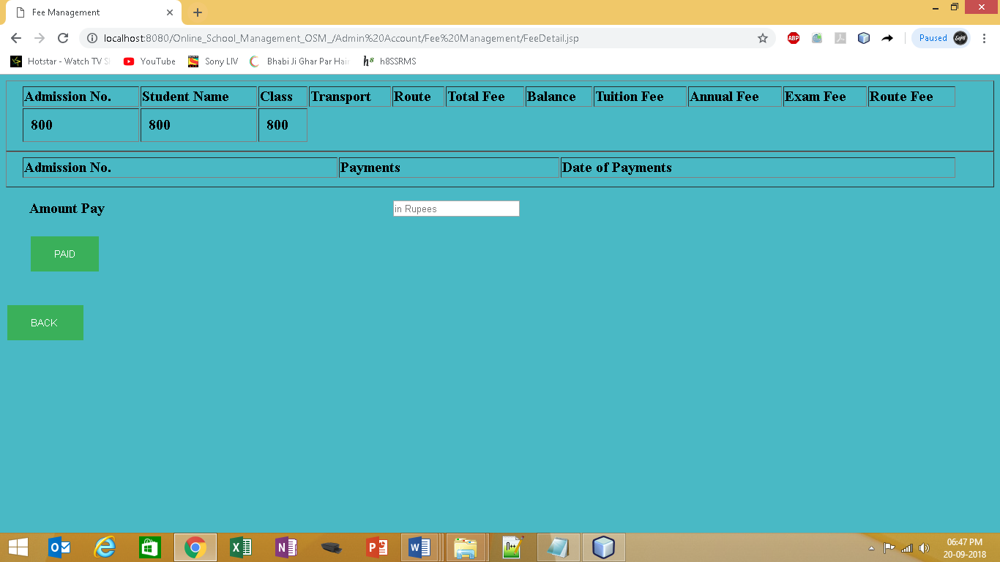 Fee Management
localhost:8080/Online_School_Management_OSM_/Admin%20Account/Fee%20Management/FeeDetail.jsp
ABP
Paused
Hotstar - Watch TV S
YouTube
Sony LIV
Bhabi Ji Ghar Par Hain
h8SSRMS
Admission No. Student Name Class Transport Route Total Fee Balance Tuition Fee Annual Fee Exam Fee Route Fee
800 800 800
Admission No. Payments Date of Payments
Amount Pay in Rupees
PAID
BACK
06:47 PM
20-09-2018